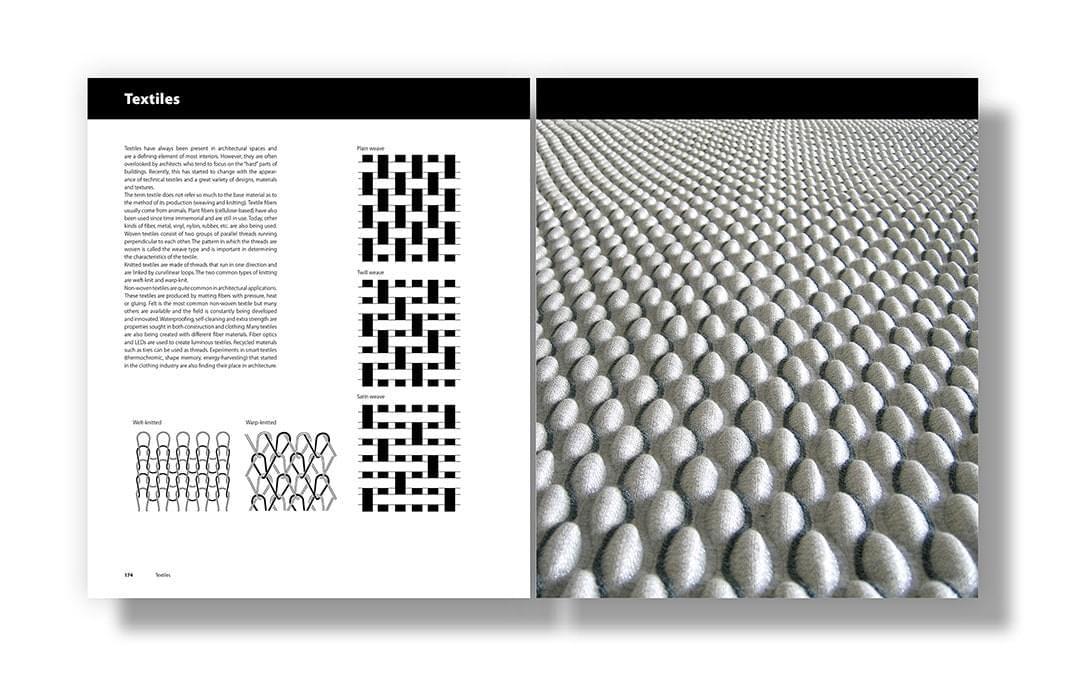 Textiles
Textiles have always been present in architectural spaces and
are a defining element of most interiors. However, they are often
overlooked by architects who tend to focus on the "hard" parts of
buildings. Recently, this has started to change with the appear-
ance of technical textiles and a great variety of designs, materials
and textures.
The term textile does not refer so much to the base material as to
the method of its production (weaving and knitting). Textile fibers
usually come from animals. Plant fibers (cellulose-based) have also
been used since time immemorial and are still in use. Today, other
kinds of fiber, metal, vinyl, nylon, rubber, etc. are also being used.
Woven textiles consist of two groups of parallel threads running
perpendicular to each other. The pattern in which the threads are
woven is called the weave type and is important in determining
the characteristics of the textile.
Knitted textiles are made of threads that run in one direction and
are linked by curvilinear loops. The two common types of knitting
are weft-knit and warp-knit.
Non-woven textiles are quite common in architectural applications.
These textiles are produced by matting fibers with pressure, heat
or gluing. Felt is the most common non-woven textile but many
others are available and the field is constantly being developed
and innovated. Waterproofing, self-cleaning and extra strength are
properties sought in both construction and clothing. Many textiles
are also being created with different fiber materials. Fiber optics
and LEDs are used to create luminous textiles. Recycled materials
such as tires can be used as threads. Experiments in smart textiles
(thermochromic, shape memory, energy-harvesting) that started
in the clothing industry are also finding their place in architecture.
Weft-knitted
Warp-knitted
Plain weave
Twill weave
Satin weave
174
Textiles